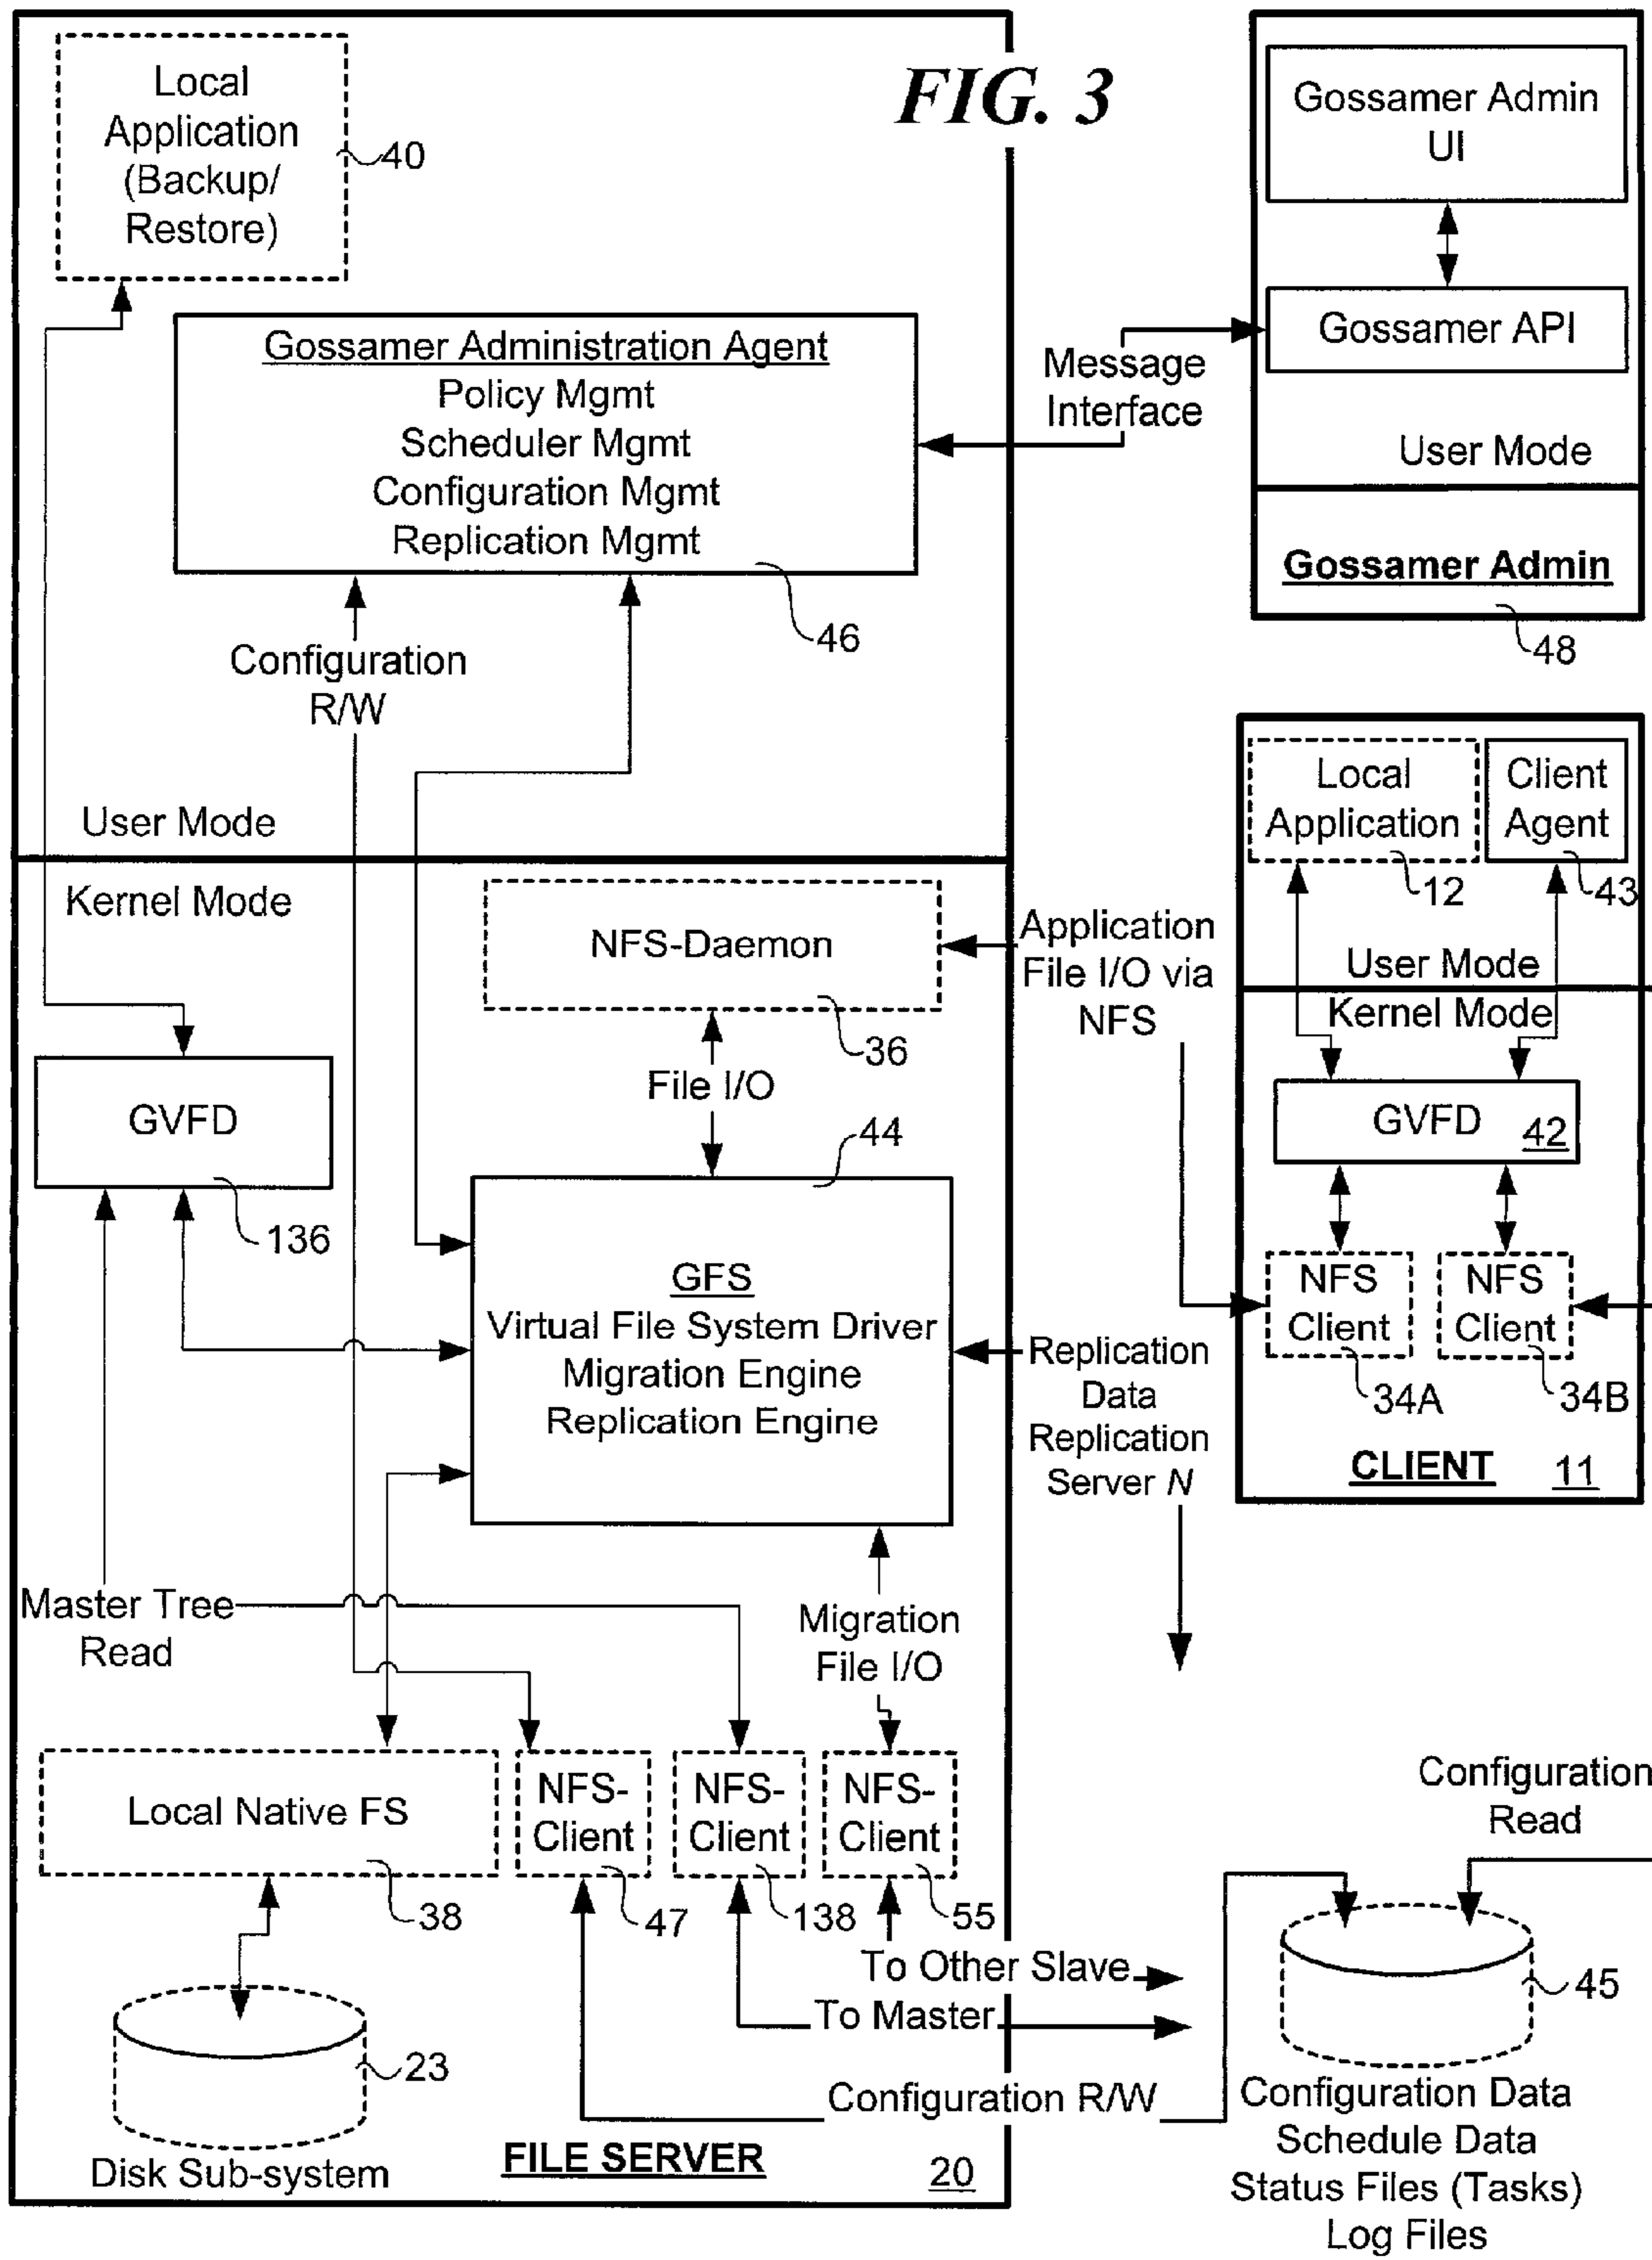 FIG. 3
Local
Application
(Backup/
Restore)
40
Gossamer Administration Agent
Policy Mgmt
Scheduler Mgmt
Configuration Mgmt
Replication Mgmt
46
Configuration
R/W
Message
Interface
Gossamer Admin
UI
Gossamer API
User Mode
Gossamer Admin
48
User Mode
Kernel Mode
NFS-Daemon
36
File I/O
GVFD
136
44
GFS
Virtual File System Driver
Migration Engine
Replication Engine
Application
File I/O via
NFS
Local
Application
12
Client
Agent
43
User Mode
Kernel Mode
GVFD
42
NFS
Client
34A
NFS
Client
34B
CLIENT
11
Replication
Data
Replication
Server N
Master Tree
Read
Migration
File I/O
Local Native FS
38
NFS-
Client
47
NFS-
Client
138
NFS-
Client
55
To Other Slave
To Master
Configuration R/W
23
Disk Sub-system
FILE SERVER
20
Configuration
Read
45
Configuration Data
Schedule Data
Status Files (Tasks)
Log Files